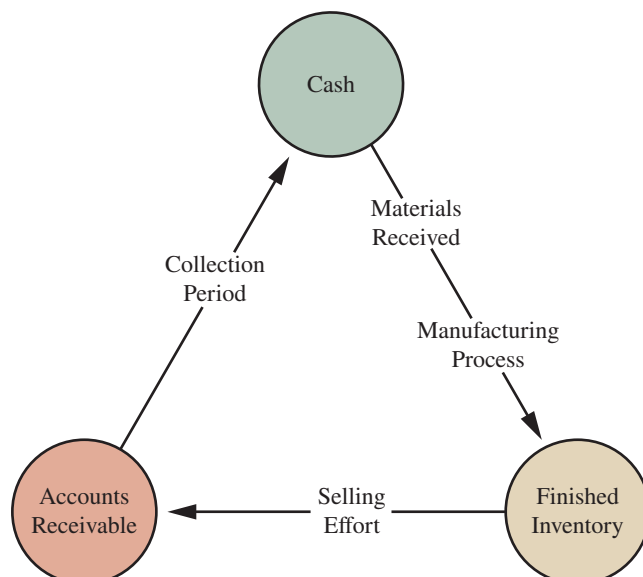 Cash
Materials
Received
Collection
Period
Manufacturing
Process
Accounts
Receivable
Selling
Effort
Finished
Inventory